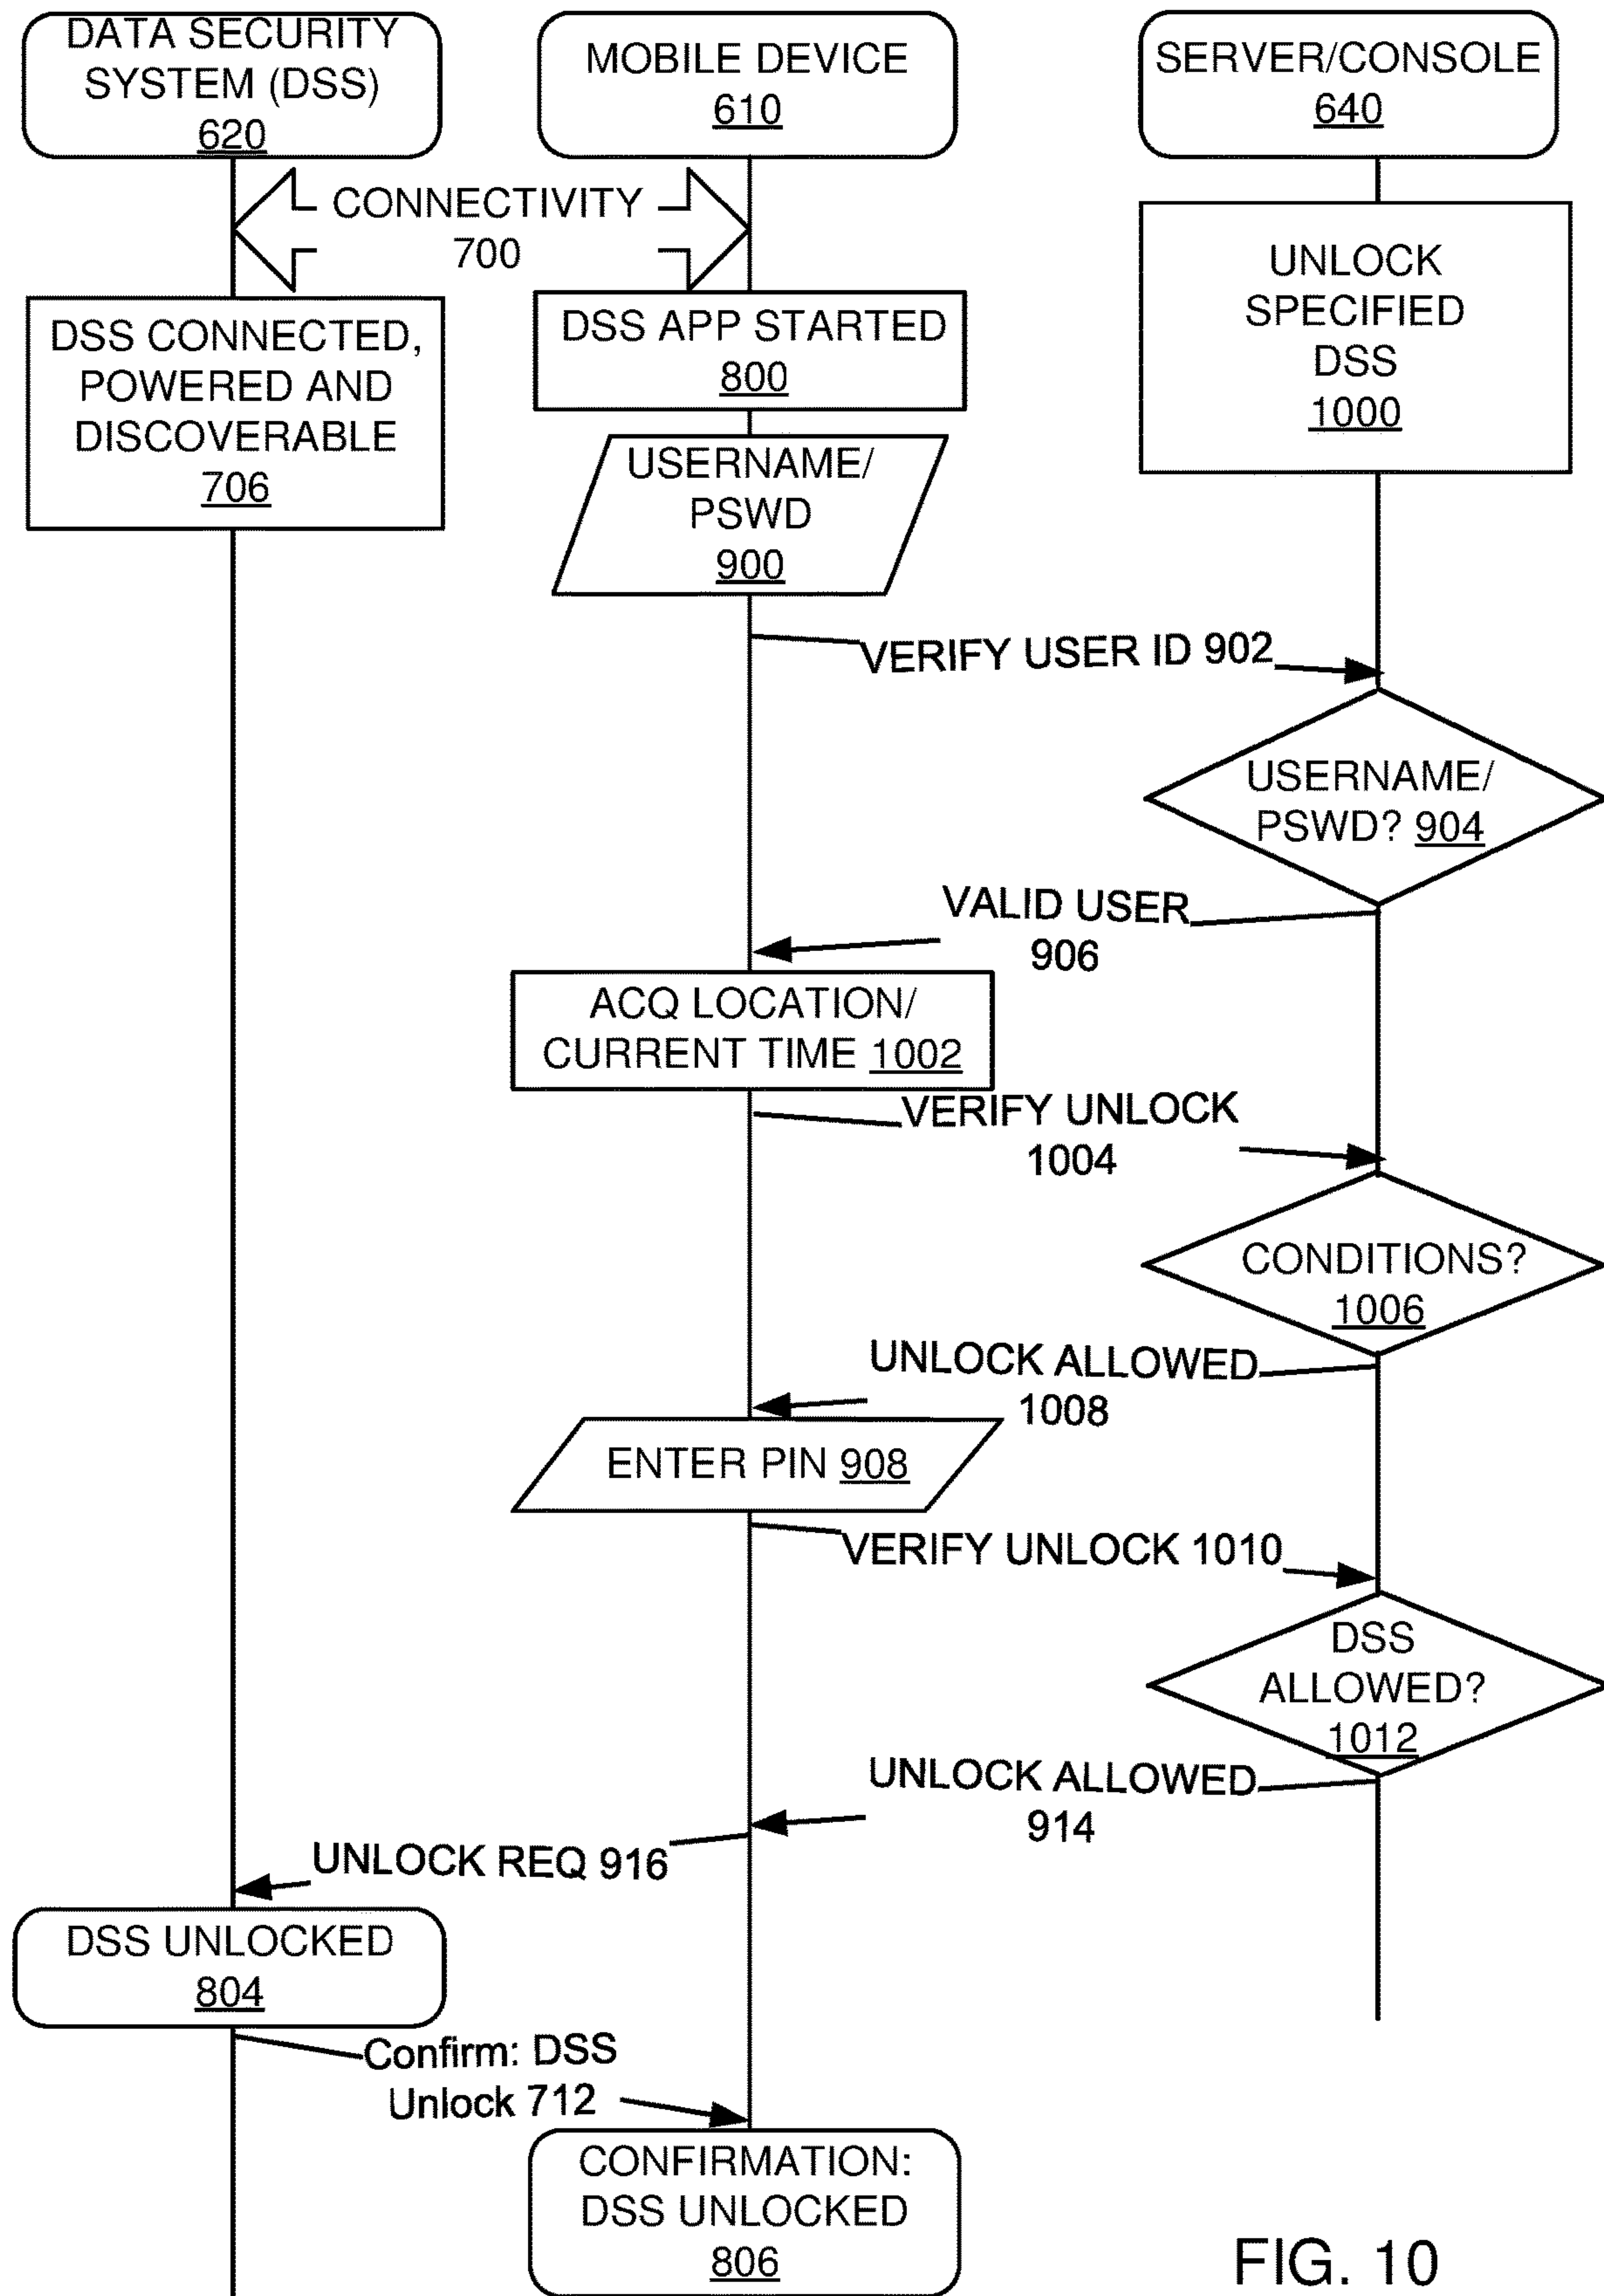 DATA SECURITY
SYSTEM (DSS)
620
MOBILE DEVICE
610
SERVER/CONSOLE
640
CONNECTIVITY
700
DSS CONNECTED,
POWERED AND
DISCOVERABLE
706
DSS APP STARTED
800
UNLOCK
SPECIFIED
DSS
1000
USERNAME/
PSWD
900
VERIFY USER ID 902
USERNAME/
PSWD? 904
VALID USER
906
ACQ LOCATION/
CURRENT TIME 1002
VERIFY UNLOCK
1004
CONDITIONS?
1006
UNLOCK ALLOWED
1008
ENTER PIN 908
VERIFY UNLOCK 1010
DSS
ALLOWED?
1012
UNLOCK ALLOWED
914
UNLOCK REQ 916
DSS UNLOCKED
804
Confirm: DSS
Unlock 712
CONFIRMATION:
DSS UNLOCKED
806
FIG. 10